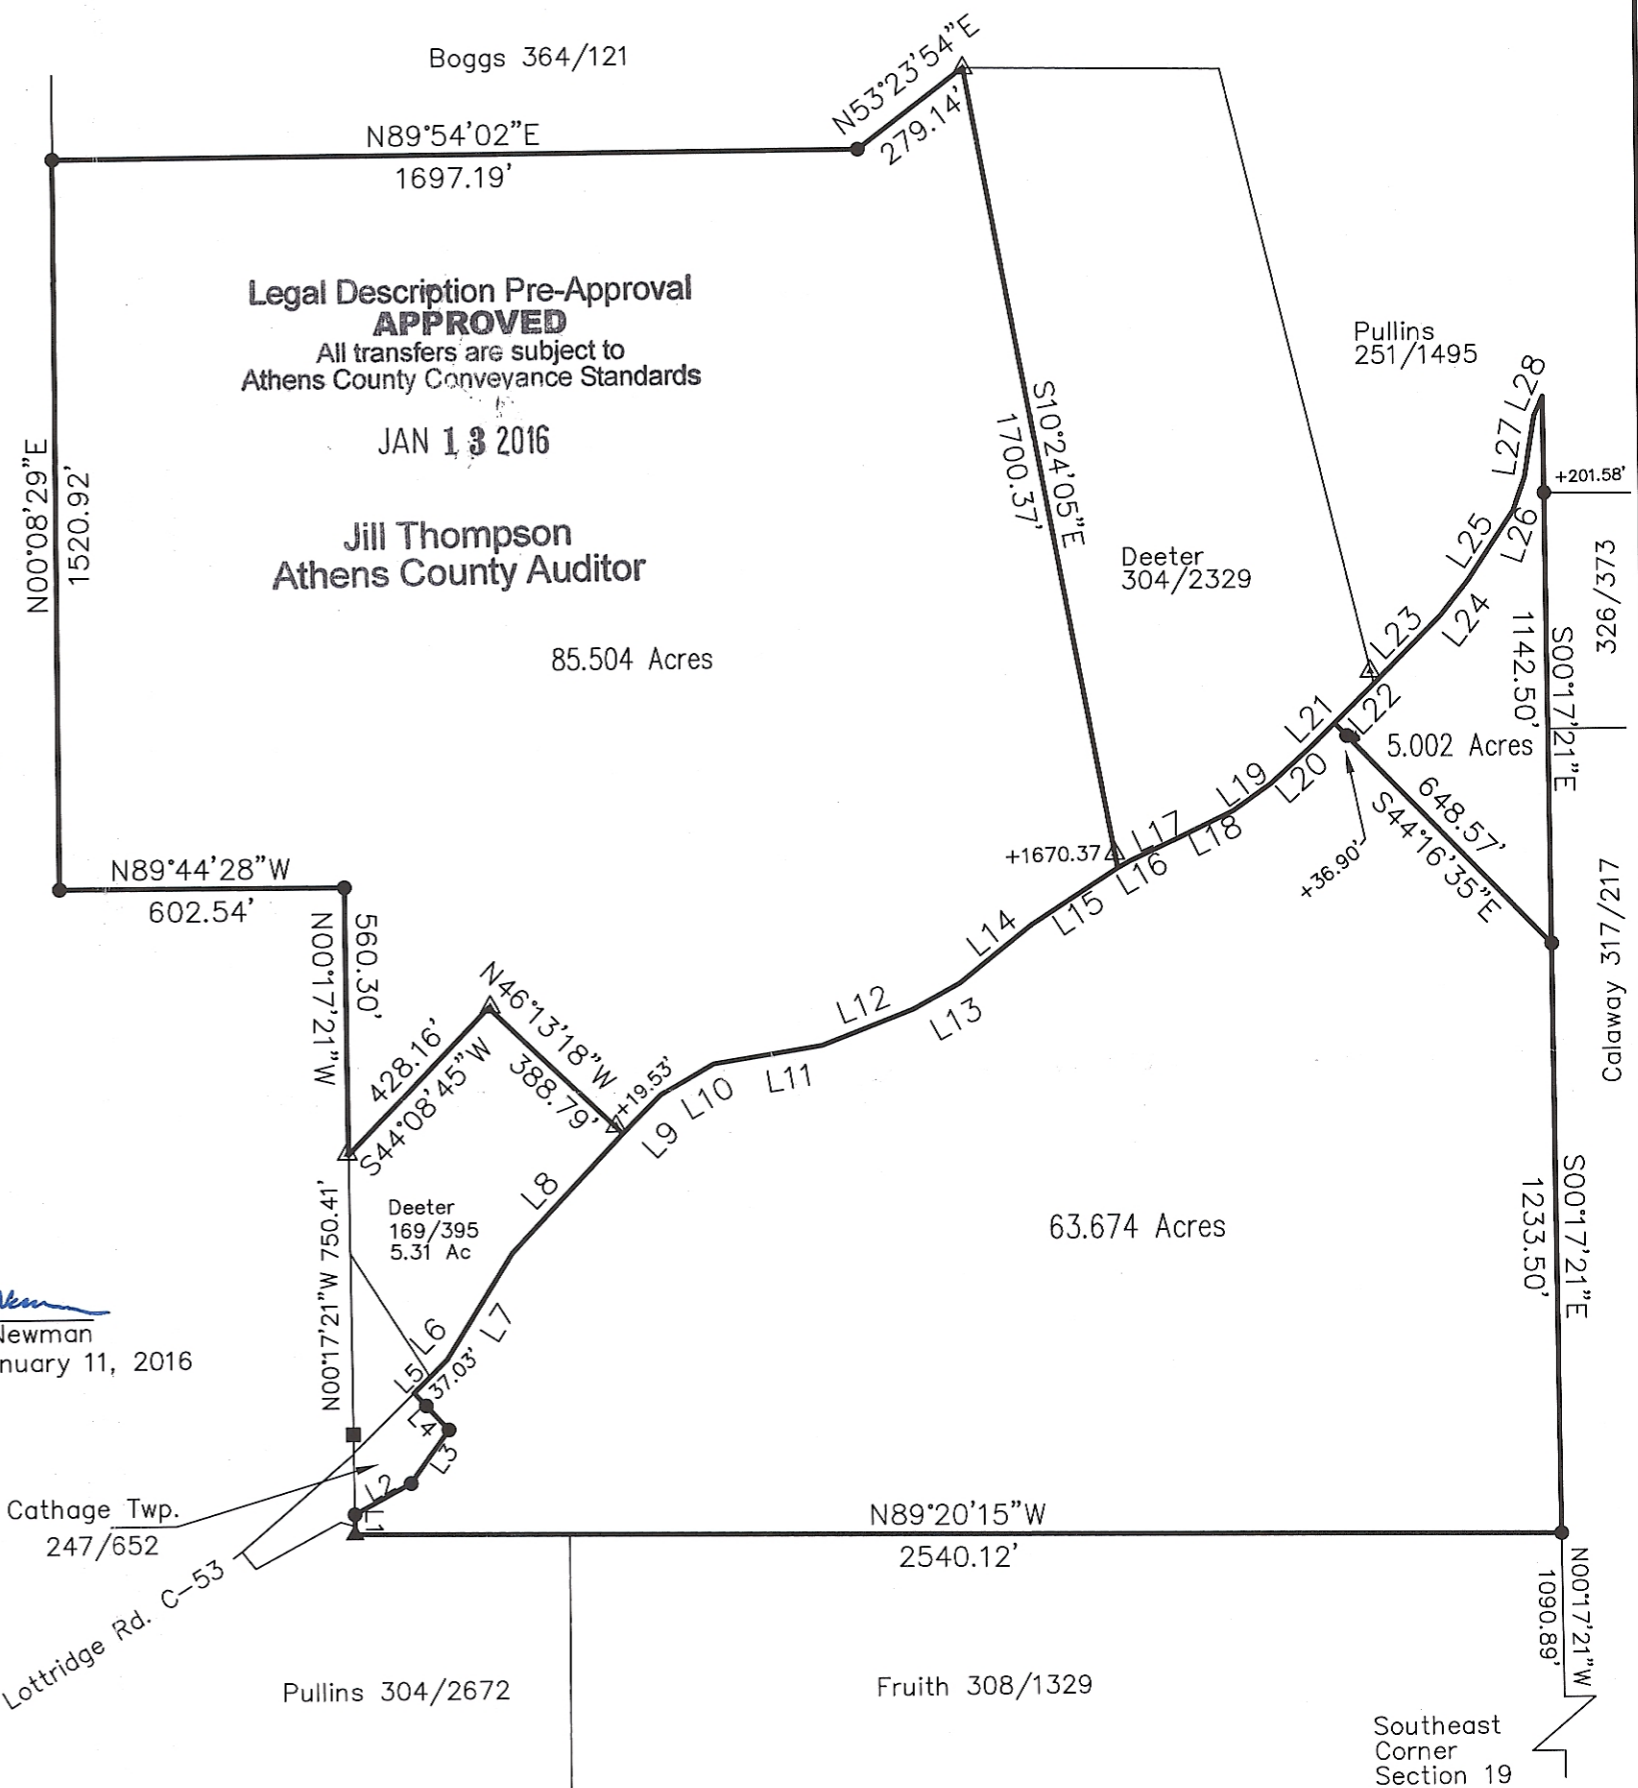 Boggs 364/121
N53°23'54"E
279.14'
N89°54'02"E
1697.19'
Legal Description Pre-Approval
APPROVED
All transfers are subject to
Athens County Conveyance Standards
JAN 13 2016
Jill Thompson
Athens County Auditor
Pullins
251/1495
L28
L27
+201.58'
N00°08'29"E
1520.92'
S10°24'05"E
1700.37'
Deeter
304/2329
L25
L26
326/373
L24
L23
1142.50'
S00°17'21"E
85.504 Acres
L22
L21
5.002 Acres
L20
L19
L18
L17
L16
+1670.37
648.57'
S44°16'35"E
+36.90'
N89°44'28"W
602.54'
Calaway 317/217
560.30'
N00°17'21"W
L15
L14
L13
L12
L11
N46°13'18"W
388.79'
428.16'
S44°08'45"W
+19.53'
L10
L9
L8
Deeter
169/395
5.31 Ac
63.674 Acres
S00°17'21"E
1233.50'
N00°17'21"W 750.41'
Newman
nuary 11, 2016
L7
L6
L5
37.03'
L4
L3
L2
L1
Cathage Twp.
247/652
N89°20'15"W
2540.12'
Lottridge Rd. C-53
N00°17'21"W
1090.89'
Pullins 304/2672
Fruith 308/1329
Southeast
Corner
Section 19